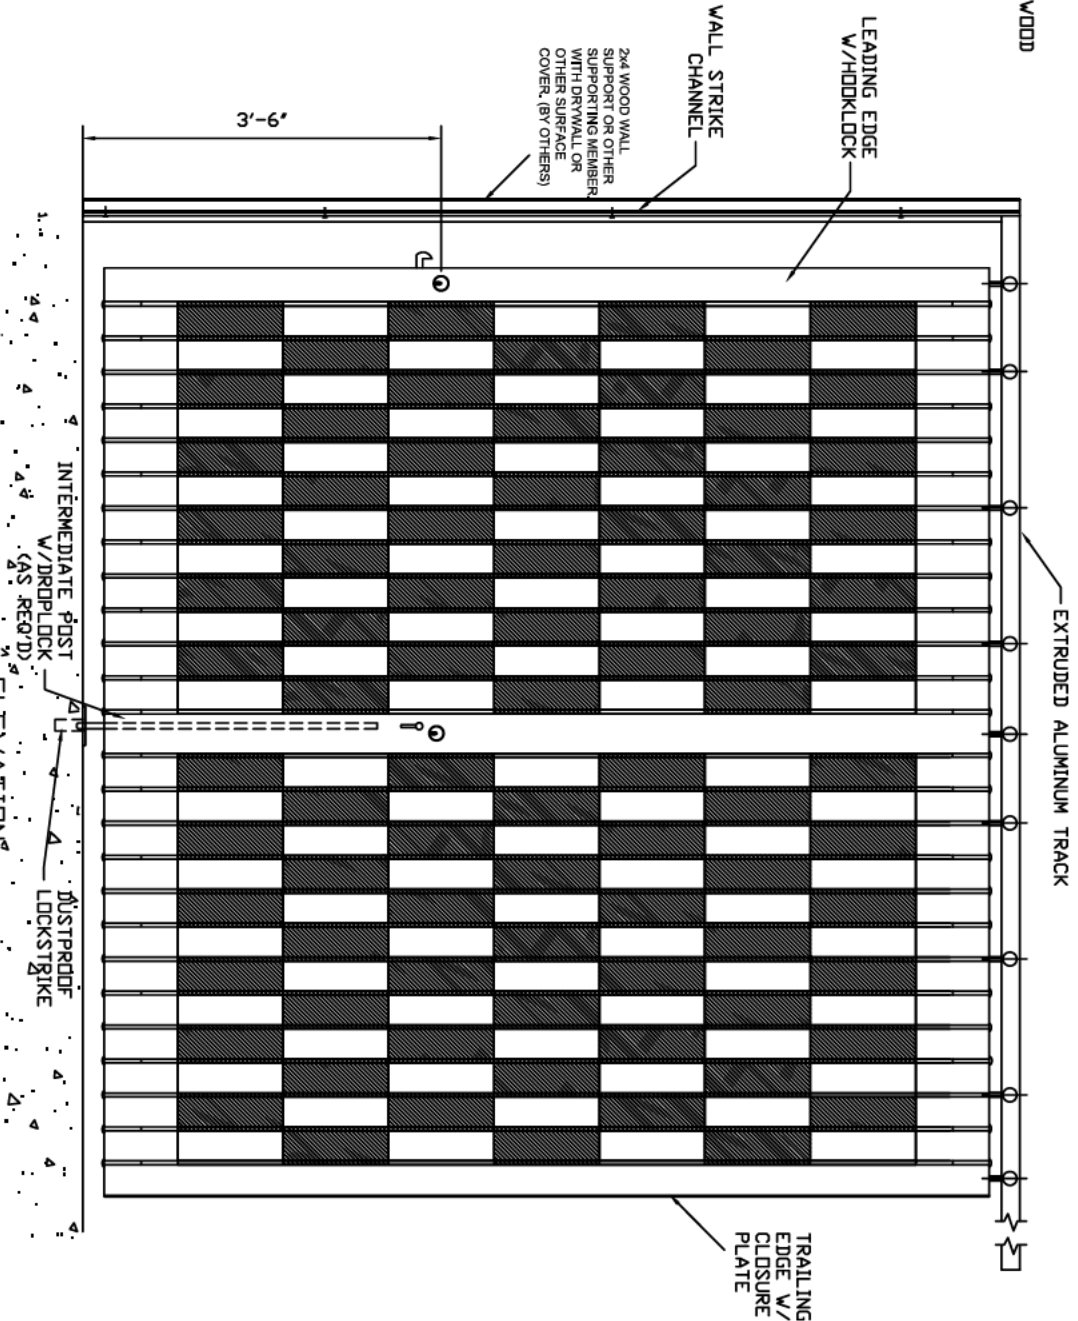 WOOD
LEADING EDGE
W/HOOKLOCK
WALL STRIKE
CHANNEL
2x4 WOOD WALL
SUPPORT OR OTHER
SUPPORTING MEMBER
WITH DRYWALL OR
OTHER SURFACE
COVER. (BY OTHERS)
3'-6"
EXTRUDED ALUMINUM TRACK
INTERMEDIATE POST
W/DROPLOCK
(AS REQ'D)
DUSTPROOF
LOCKSTRIKE
TRAILING
EDGE W/
CLOSURE
PLATE